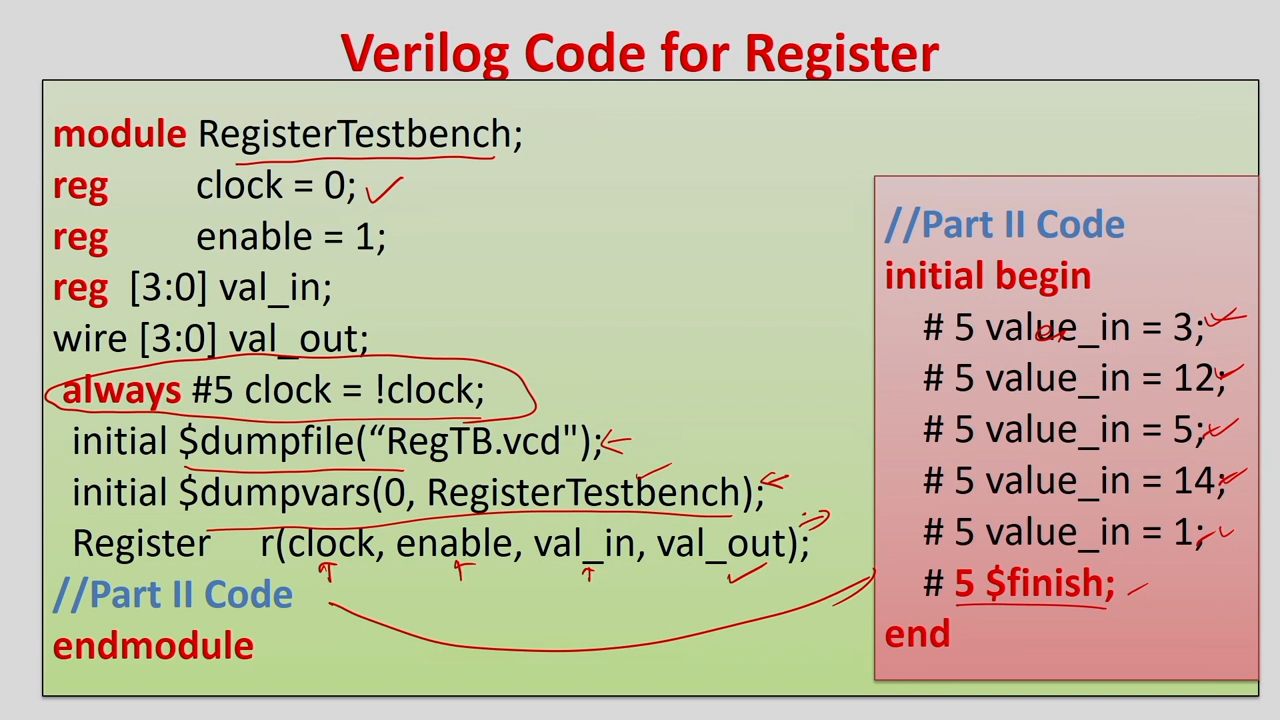 Verilog Code for Register
module RegisterTestbench;
reg clock = 0;
reg enable = 1;
reg [3:0] val_in;
wire [3:0] val_out;
always #5 clock = !clock;
initial $dumpfile(“RegTB.vcd");
initial $dumpvars(0, RegisterTestbench);
Register r(clock, enable, val_in, val_out);
//Part II Code
endmodule
//Part II Code
initial begin
# 5 value_in = 3;
# 5 value_in = 12;
# 5 value_in = 5;
# 5 value_in = 14;
# 5 value_in = 1;
# 5 $finish;
end